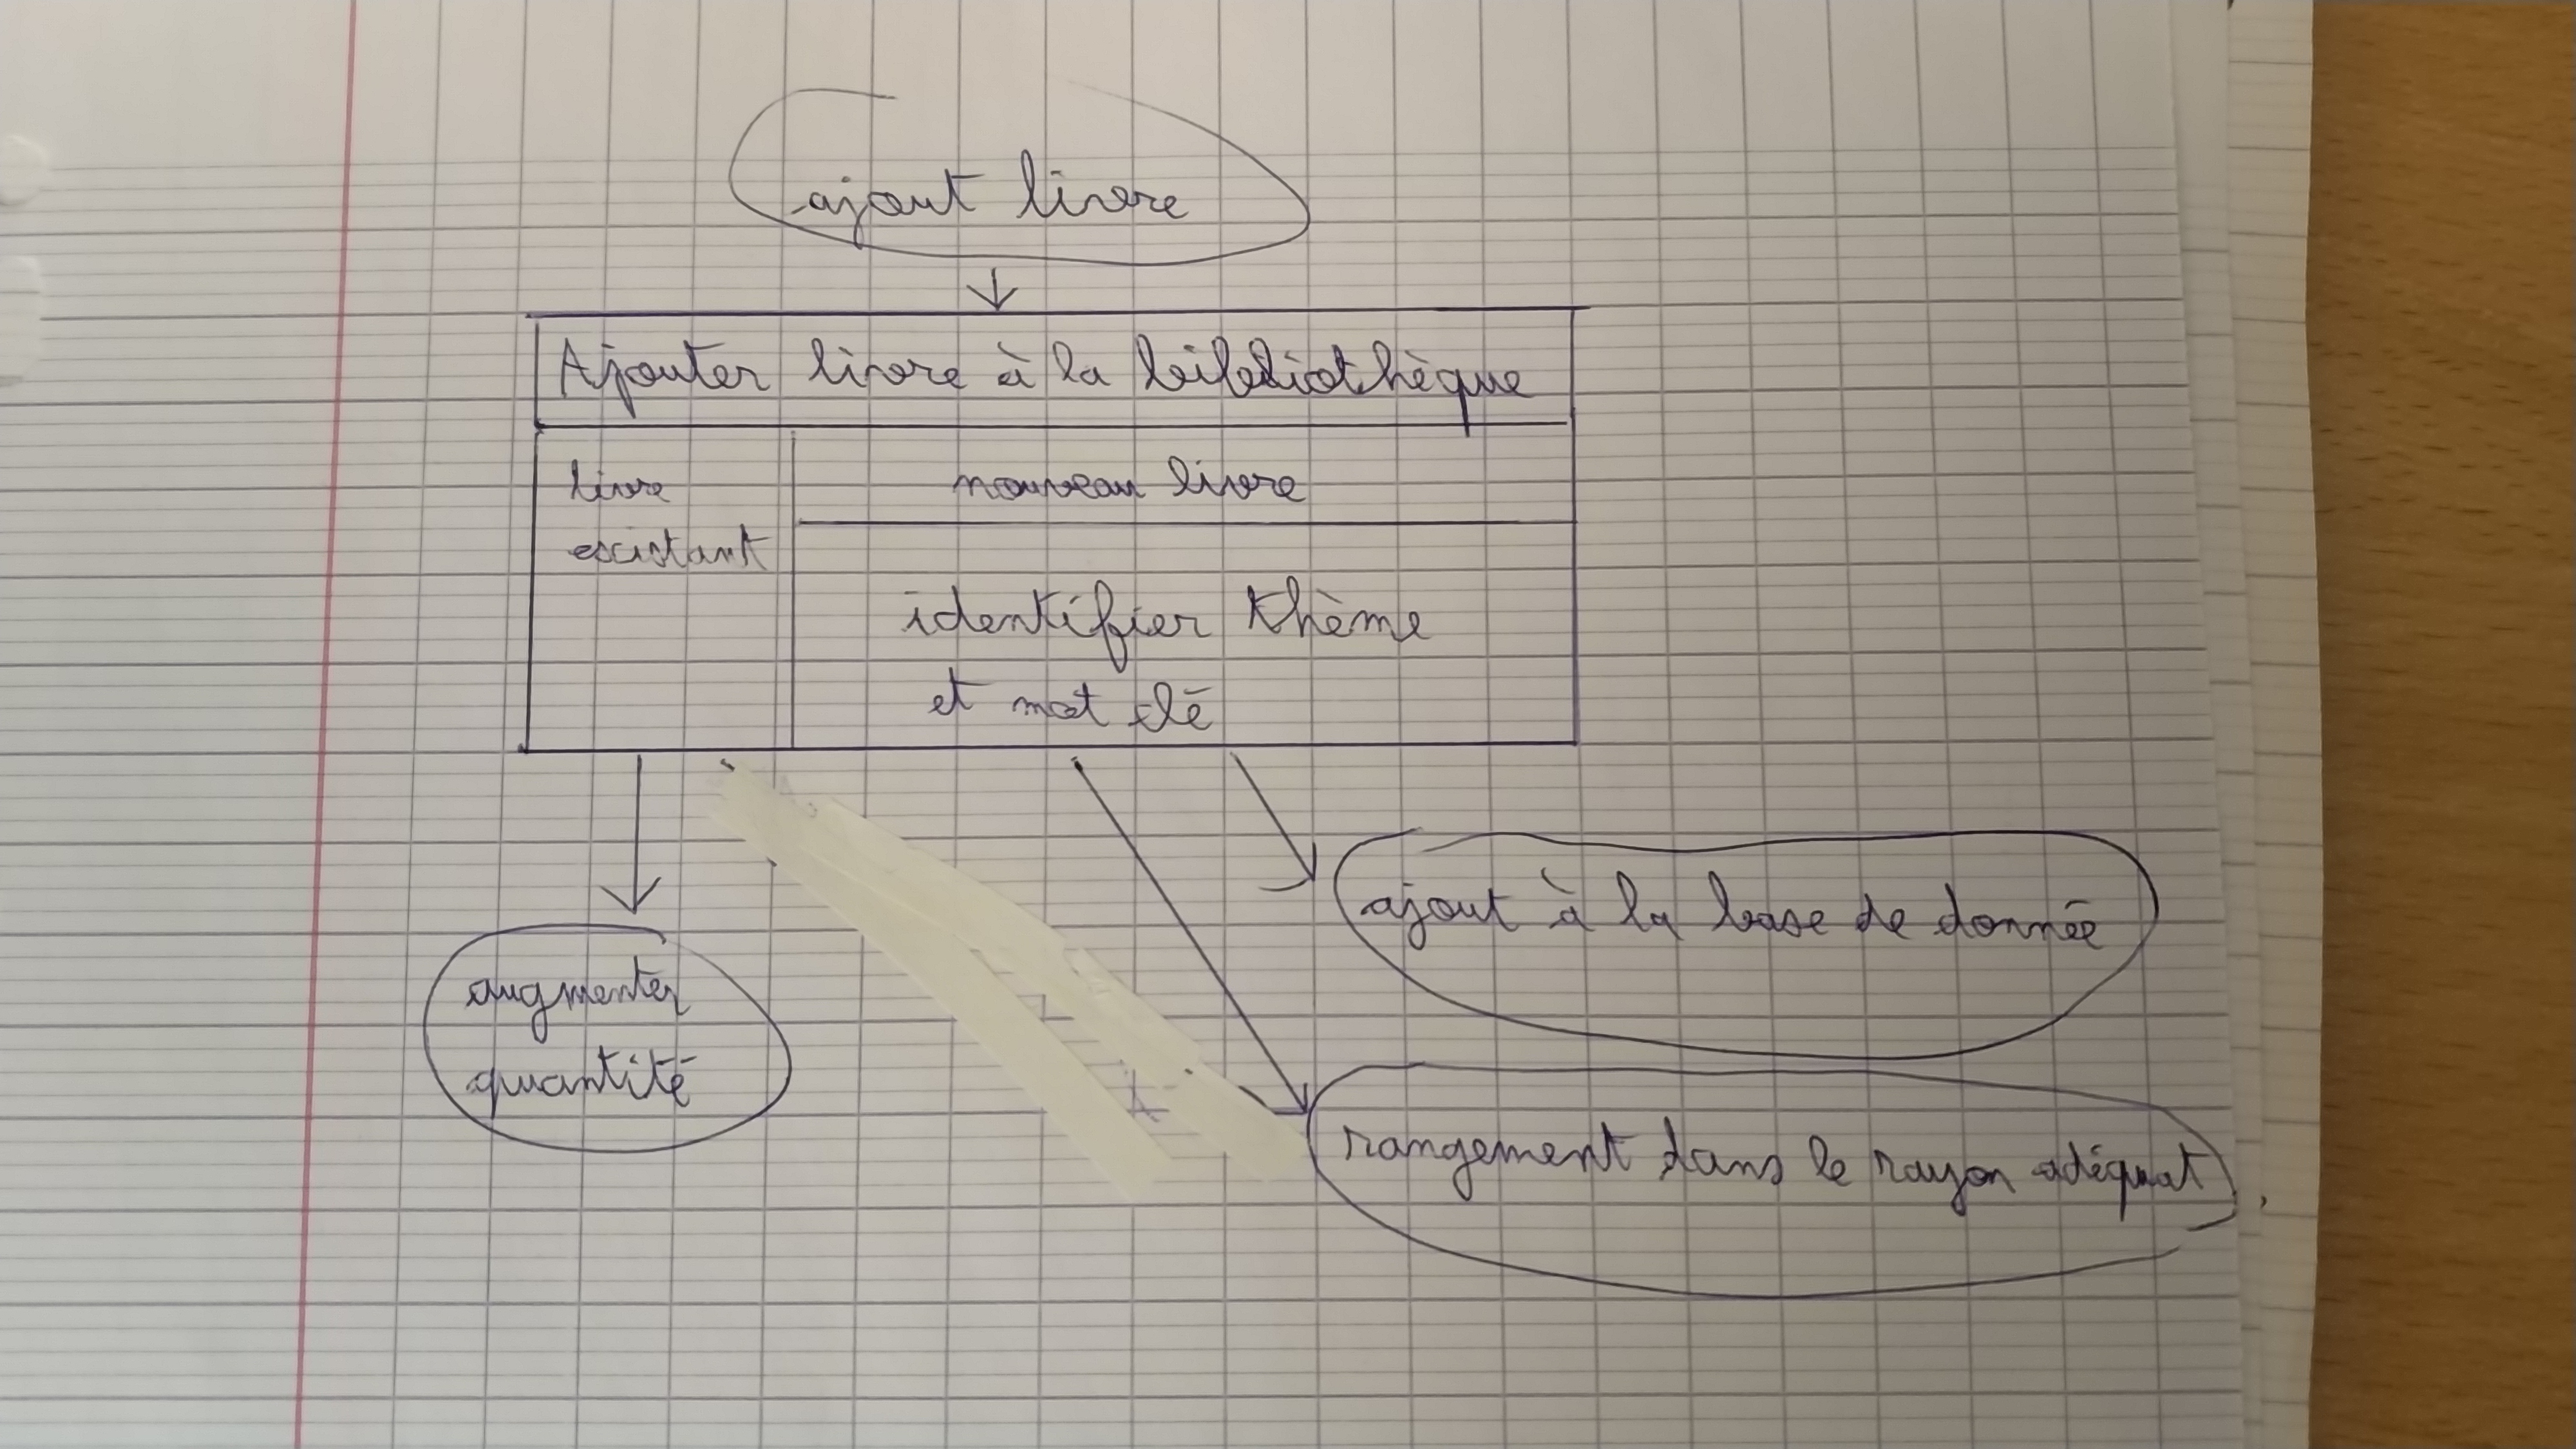 ajout livre
Ajouter livre à la bibliothèque
livre
existant
nouveau livre
identifier thème
et mot clé
ajout à la base de donnée
augmenter
quantité
rangement dans le rayon adéquat